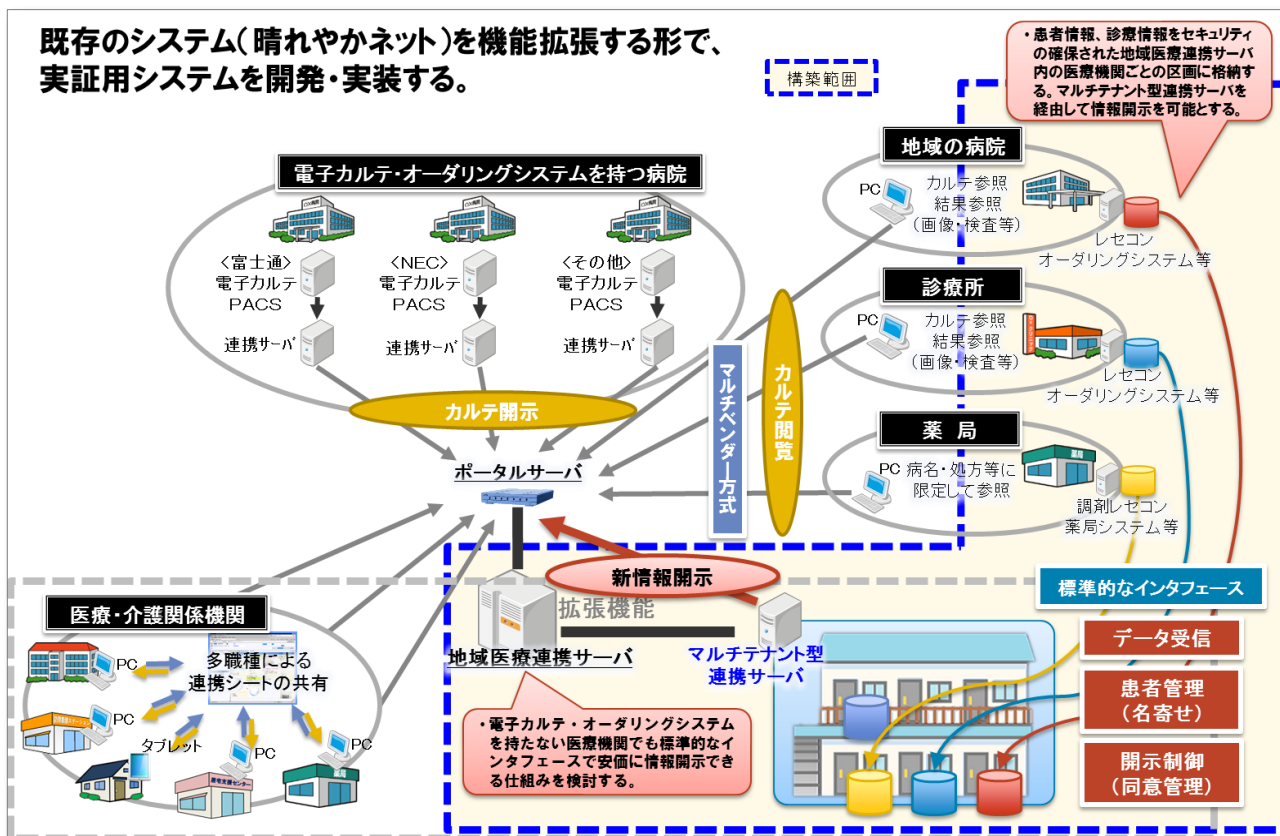 既存のシステム(晴れやかネット)を機能拡張する形で、
実証用システムを開発・実装する。
構築範囲
・患者情報、診療情報をセキュリティ
の確保された地域医療連携サーバ
内の医療機関ごとの区画に格納す
る。マルチテナント型連携サーバを
経由して情報開示を可能とする。
電子カルテ・オーダリングシステムを持つ病院
<富士通>
電子カルテ
PACS
連携サーバ
<NEC>
電子カルテ
PACS
連携サーバ
<その他>
電子カルテ
PACS
連携サーバ
カルテ開示
地域の病院
PC
カルテ参照
結果参照
(画像・検査等)
レセコン
オーダリングシステム等
診療所
PC
カルテ参照
結果参照
(画像・検査等)
レセコン
オーダリングシステム等
薬 局
PC
病名・処方等に
限定して参照
薬局
調剤レセコン
薬局システム等
マルチベンダー方式
カルテ閲覧
ポータルサーバ
新情報開示
拡張機能
地域医療連携サーバ
マルチテナント型
連携サーバ
・電子カルテ・オーダリングシステム
を持たない医療機関でも標準的なイ
ンタフェースで安価に情報開示でき
る仕組みを検討する。
標準的なインタフェース
データ受信
患者管理
(名寄せ)
開示制御
(同意管理)
医療・介護関係機関
多職種による
連携シートの共有
PC
PC
タブレット
PC
PC
居宅支援センター
薬局